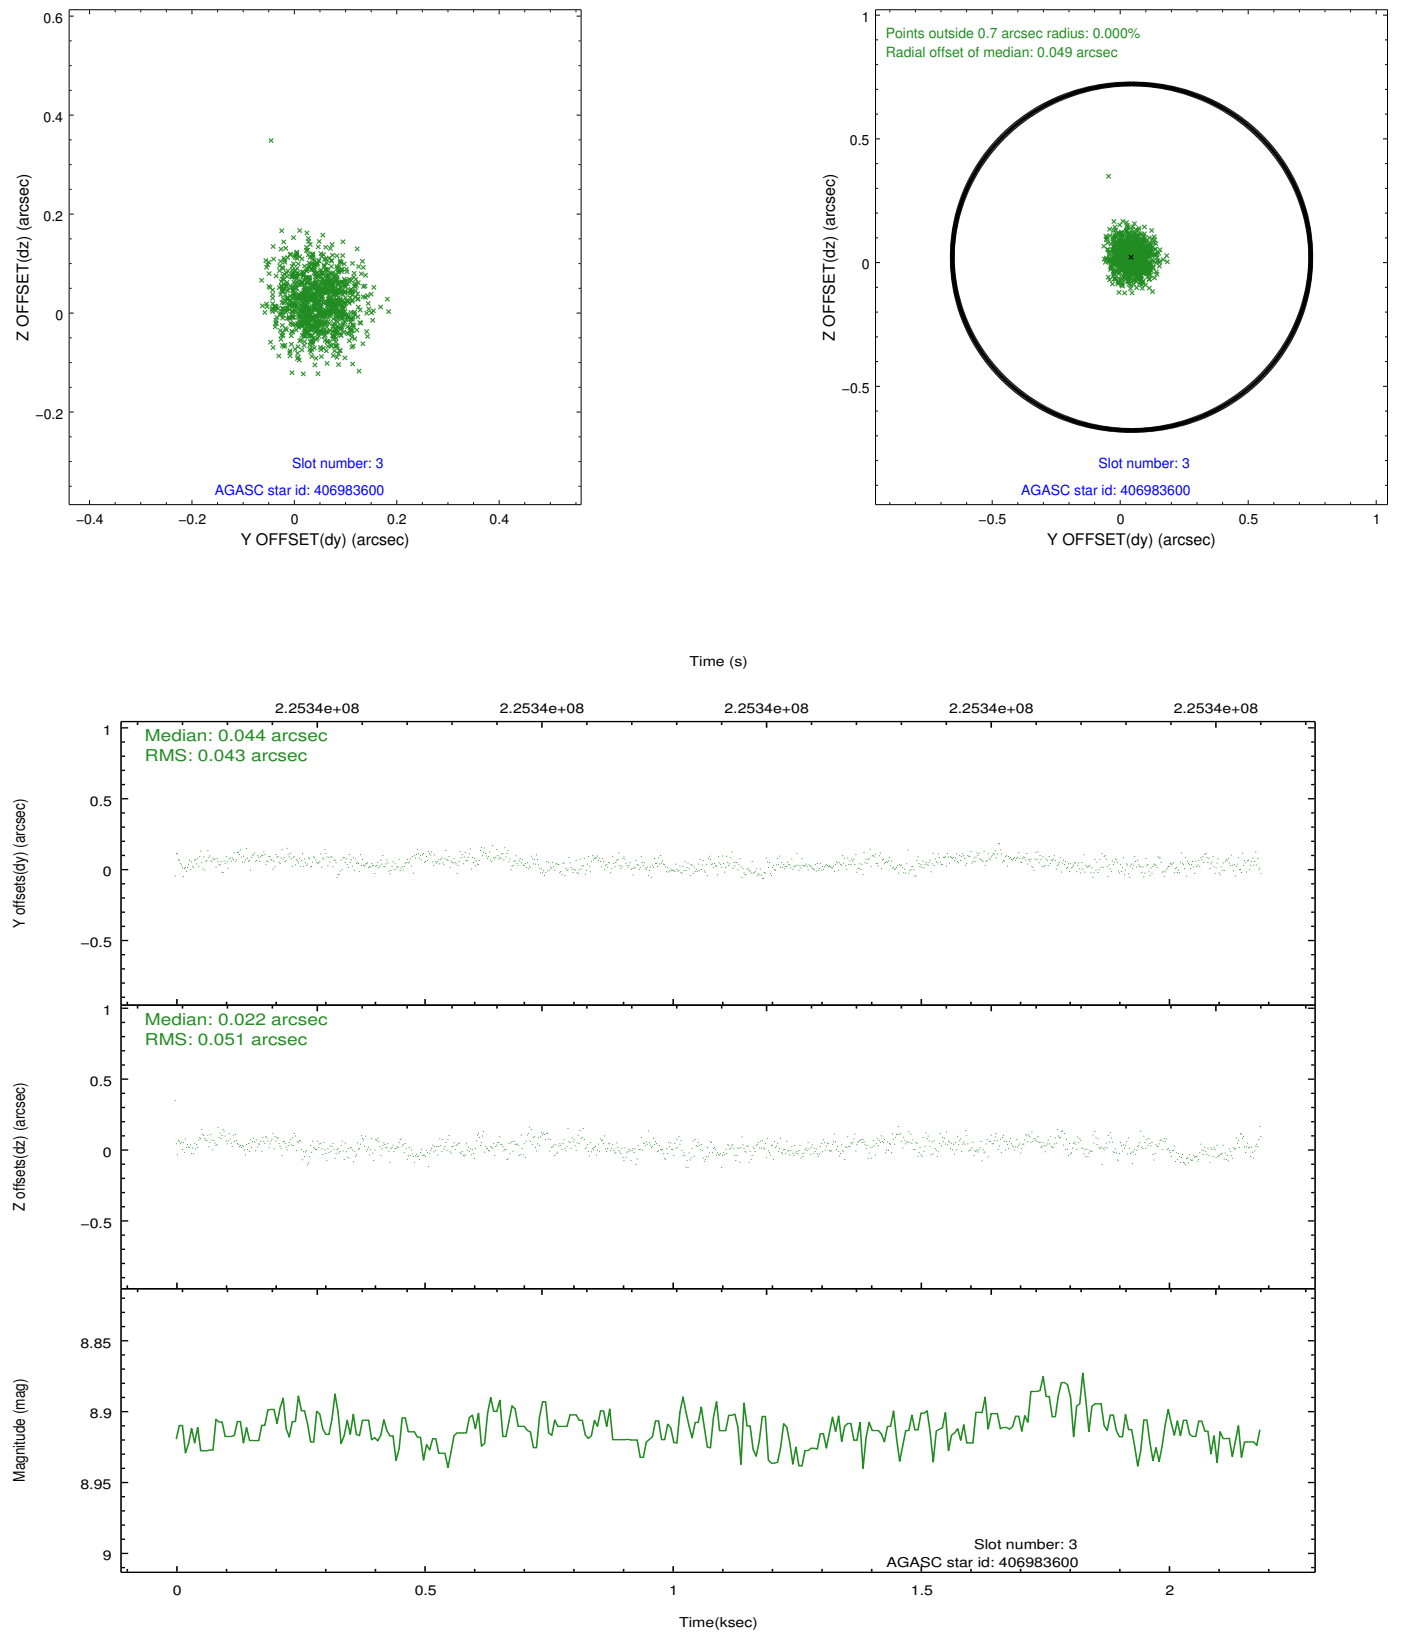 0.6
0.4
0.2
0
−0.2
Z OFFSET(dz) (arcsec)
Slot number: 3
AGASC star id: 406983600
−0.4 −0.2 0 0.2 0.4
Y OFFSET(dy) (arcsec)
Points outside 0.7 arcsec radius: 0.000%
Radial offset of median: 0.049 arcsec
1
0.5
0
−0.5
Z OFFSET(dz) (arcsec)
Slot number: 3
AGASC star id: 406983600
−0.5 0 0.5 1
Y OFFSET(dy) (arcsec)
Time (s)
2.2534e+08 2.2534e+08 2.2534e+08 2.2534e+08 2.2534e+08
Median: 0.044 arcsec
RMS: 0.043 arcsec
1
0.5
0
−0.5
Y offsets(dy) (arcsec)
Median: 0.022 arcsec
RMS: 0.051 arcsec
1
0.5
0
−0.5
Z offsets(dz) (arcsec)
8.85
8.9
8.95
9
Magnitude (mag)
Slot number: 3
AGASC star id: 406983600
0 0.5 1 1.5 2
Time(ksec)